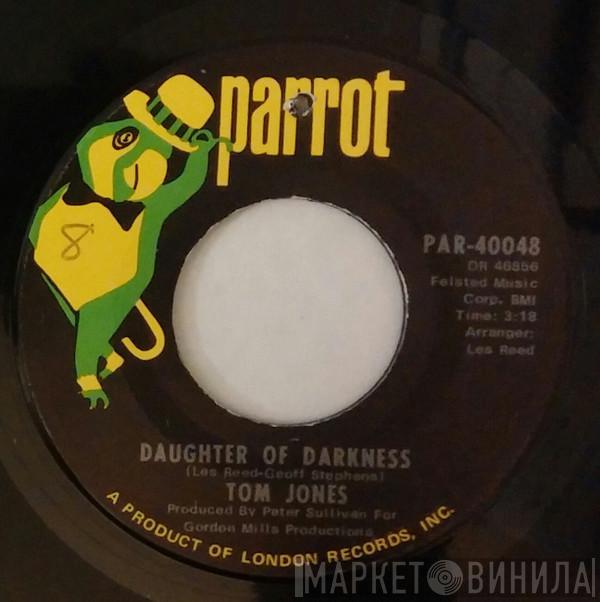 parrot
8
PAR-40048
DR 46856
Felsted Music
Corp. BMI
Time: 3:18
Arranger:
Les Reed
DAUGHTER OF DARKNESS
(Les Reed-Geoff Stephens)
TOM JONES
Produced By Peter Sullivan For
Gordon Mills Productions
A PRODUCT OF LONDON RECORDS, INC.
МАРКЕТ ВИНИЛА